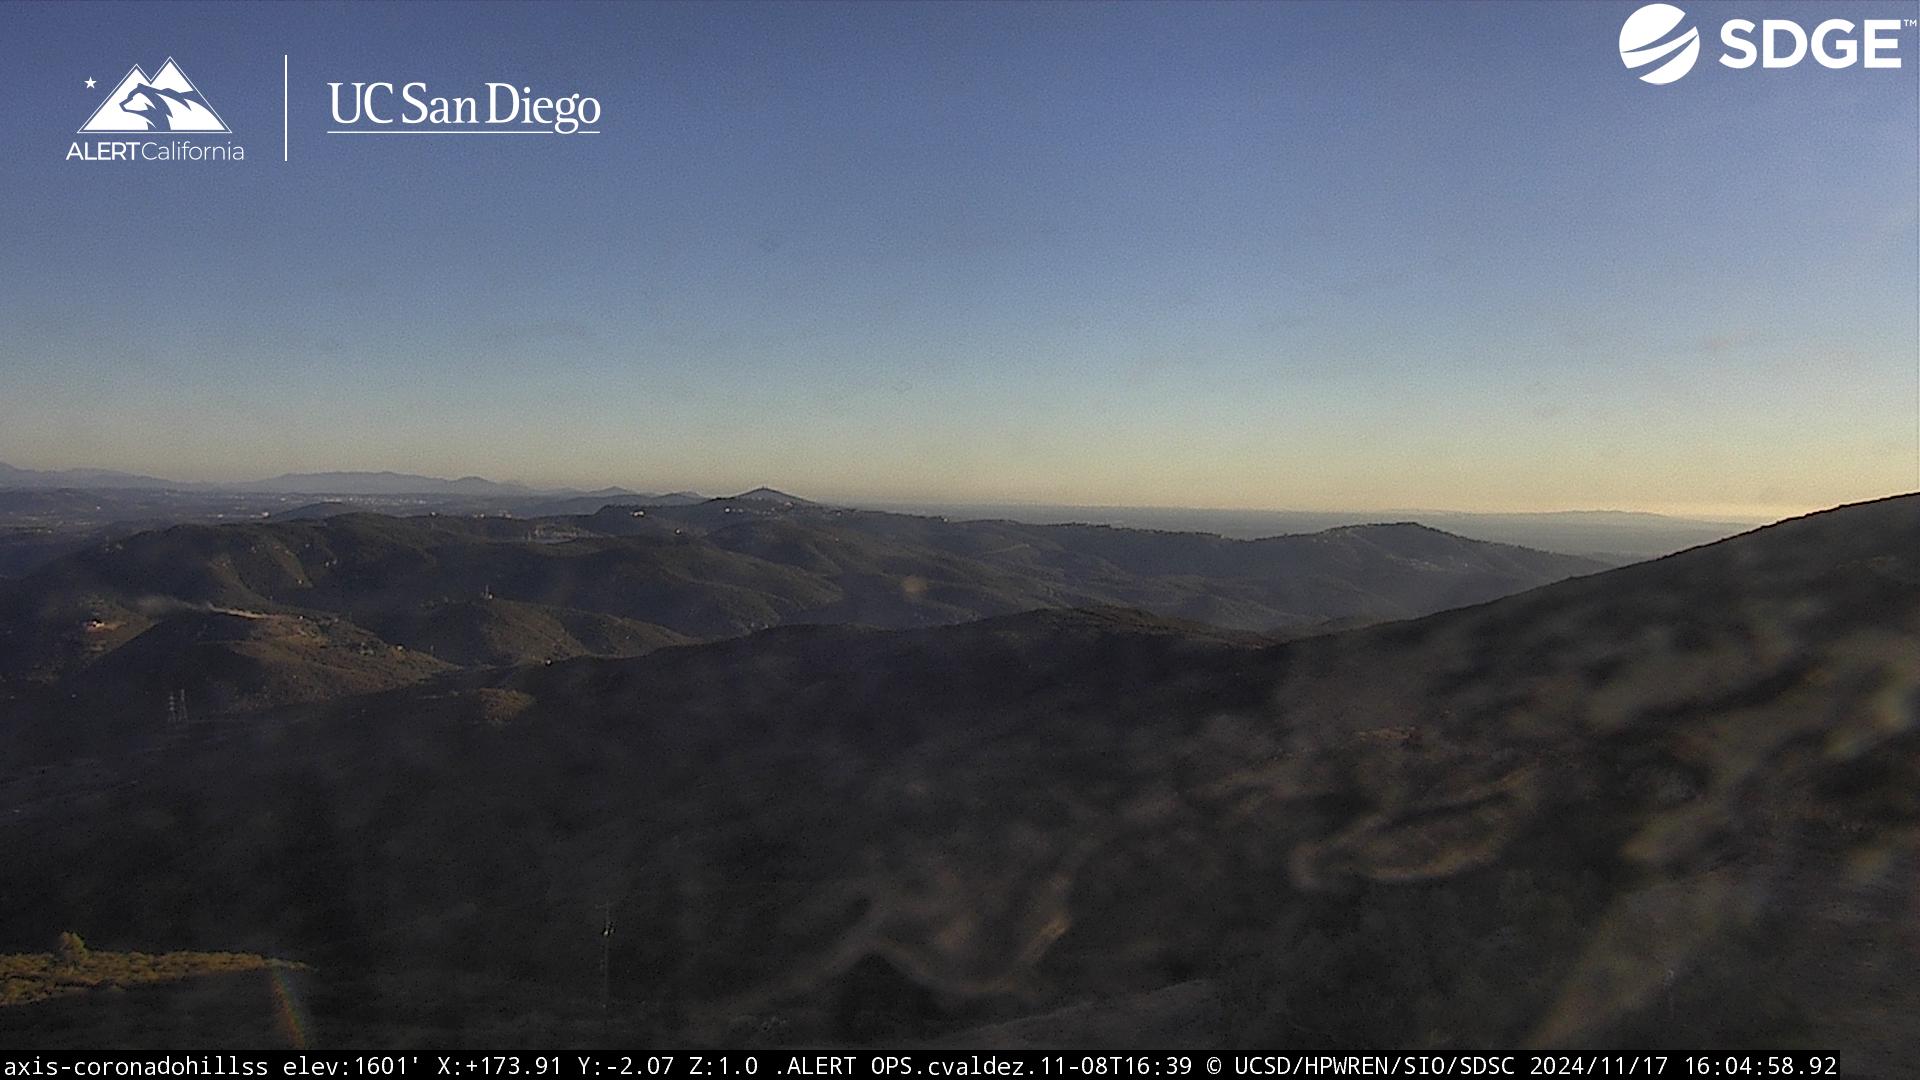 SDGE™
ALERTCalifornia
UC San Diego
axis-coronadohillss elev:1601' X:+173.91 Y:-2.07 Z:1.0 .ALERT OPS.cvaldez.11-08T16:39 © UCSD/HPWREN/SIO/SDSC 2024/11/17 16:04:58.92